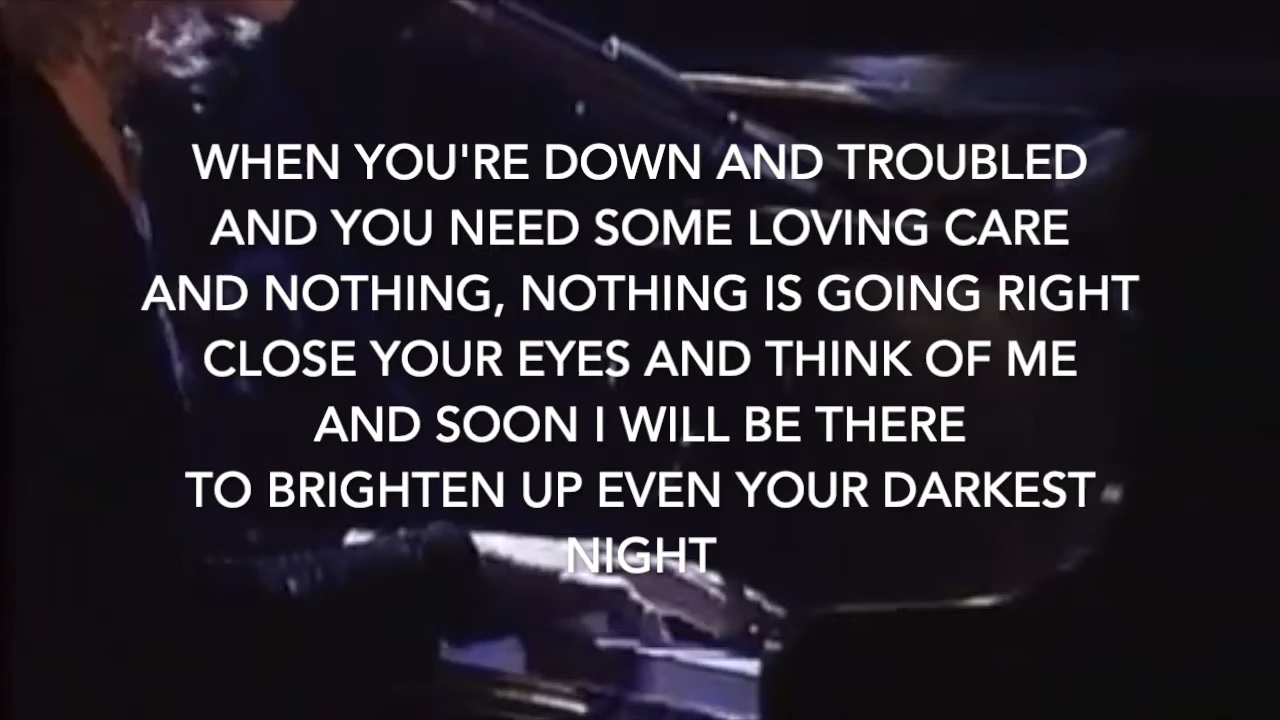 WHEN YOU'RE DOWN AND TROUBLED
AND YOU NEED SOME LOVING CARE
AND NOTHING, NOTHING IS GOING RIGHT
CLOSE YOUR EYES AND THINK OF ME
AND SOON I WILL BE THERE
TO BRIGHTEN UP EVEN YOUR DARKEST
NIGHT